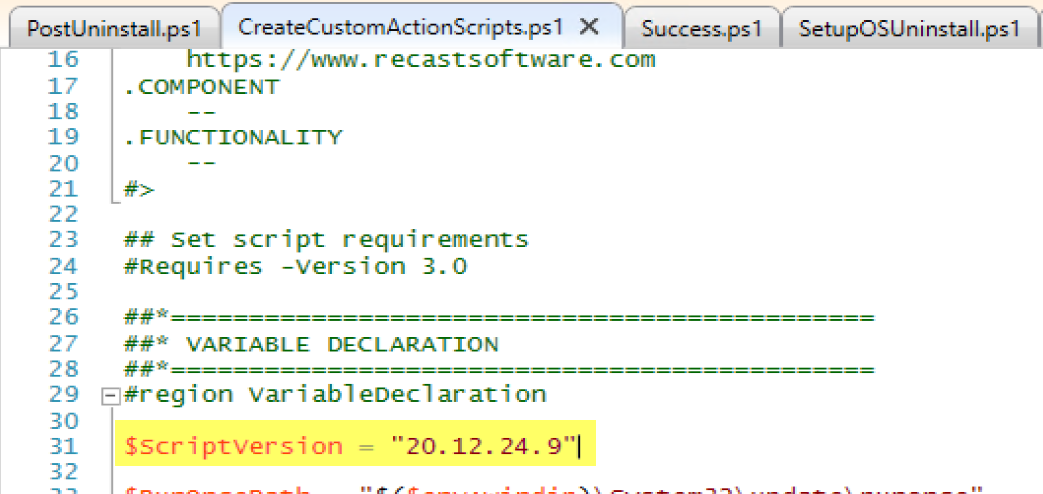 PostUninstall.ps1 CreateCustomActionScripts.ps1 X Success.ps1 SetupOSUninstall.ps1
16 https://www.recastsoftware.com
17 .COMPONENT
18 --
19 .FUNCTIONALITY
20 --
21 #>
22
23 ## Set script requirements
24 #Requires -Version 3.0
25
26 ##*=============================================
27 ##* VARIABLE DECLARATION
28 ##*=============================================
29 #region VariableDeclaration
30
31 $ScriptVersion = "20.12.24.9"
32